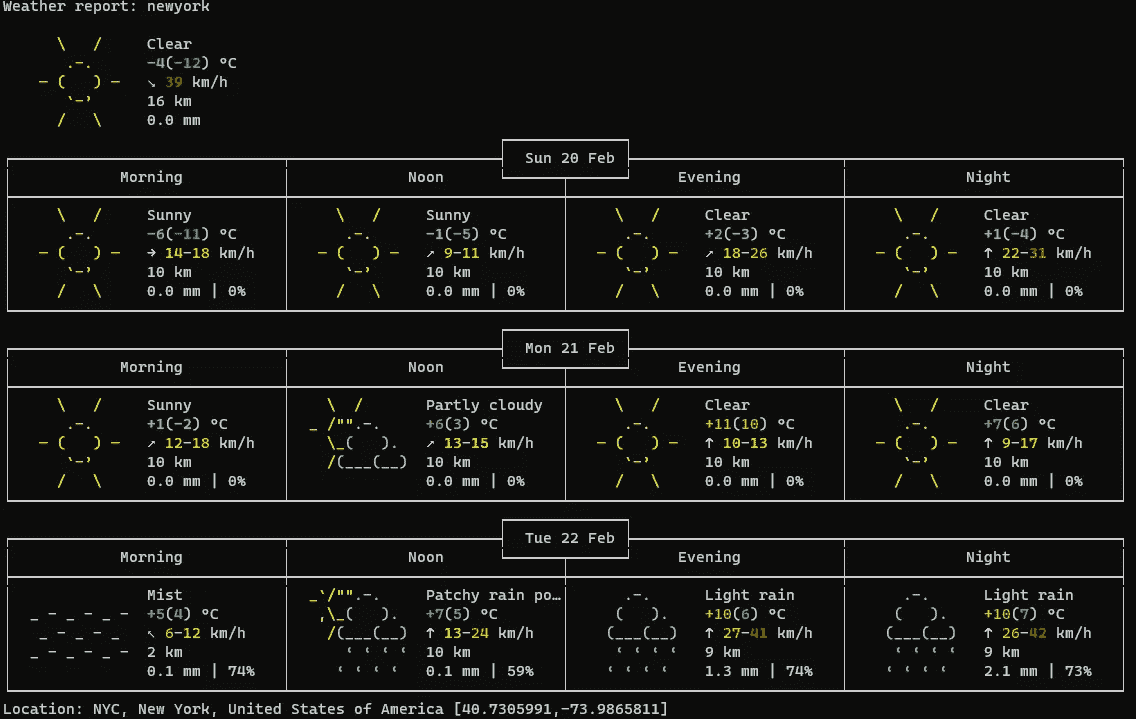 Weather report: newyork
Clear
-4(-12) °C
↘ 39 km/h
16 km
0.0 mm
Sun 20 Feb
Morning Noon Evening Night
Sunny Sunny Clear Clear
-6(-11) °C -1(-5) °C +2(-3) °C +1(-4) °C
→ 14-18 km/h ↗ 9-11 km/h ↗ 18-26 km/h ↑ 22-31 km/h
10 km 10 km 10 km 10 km
0.0 mm | 0% 0.0 mm | 0% 0.0 mm | 0% 0.0 mm | 0%
Mon 21 Feb
Morning Noon Evening Night
Sunny Partly cloudy Clear Clear
+1(-2) °C +6(3) °C +11(10) °C +7(6) °C
↗ 12-18 km/h ↗ 13-15 km/h ↑ 10-13 km/h ↑ 9-17 km/h
10 km 10 km 10 km 10 km
0.0 mm | 0% 0.0 mm | 0% 0.0 mm | 0% 0.0 mm | 0%
Tue 22 Feb
Morning Noon Evening Night
Mist Patchy rain po… Light rain Light rain
+5(4) °C +7(5) °C +10(6) °C +10(7) °C
↖ 6-12 km/h ↑ 13-24 km/h ↑ 27-41 km/h ↑ 26-42 km/h
2 km 10 km 9 km 9 km
0.1 mm | 74% 0.1 mm | 59% 1.3 mm | 74% 2.1 mm | 73%
Location: NYC, New York, United States of America [40.7305991,-73.9865811]